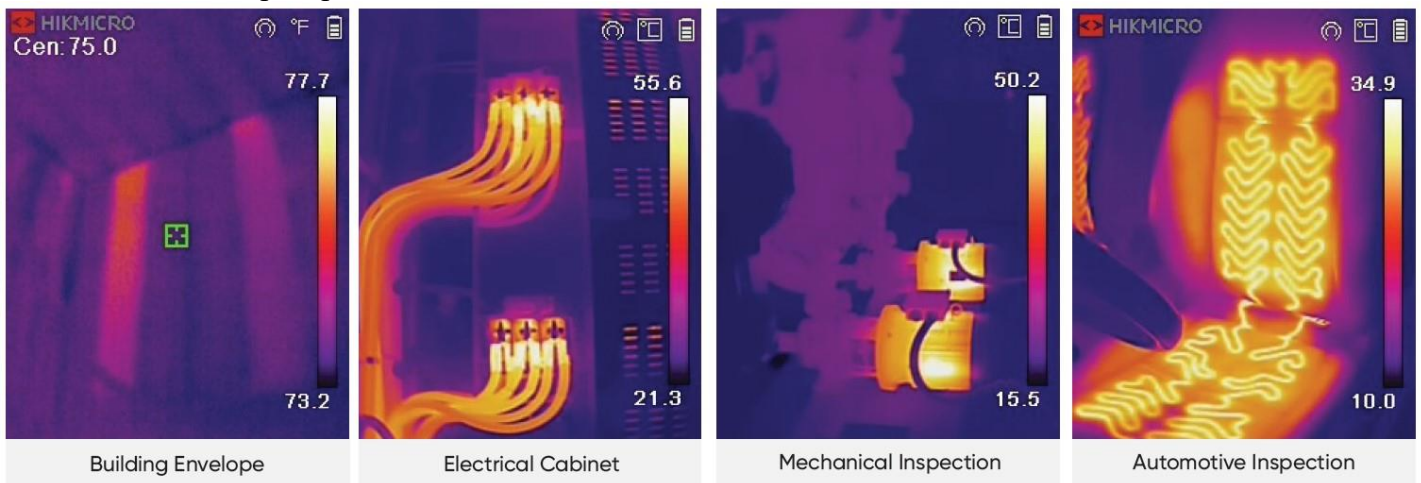 HIKMICRO
°F
Cen: 75.0
77.7
73.2
Building Envelope
°C
55.6
21.3
Electrical Cabinet
°C
50.2
15.5
Mechanical Inspection
HIKMICRO
°C
34.9
10.0
Automotive Inspection